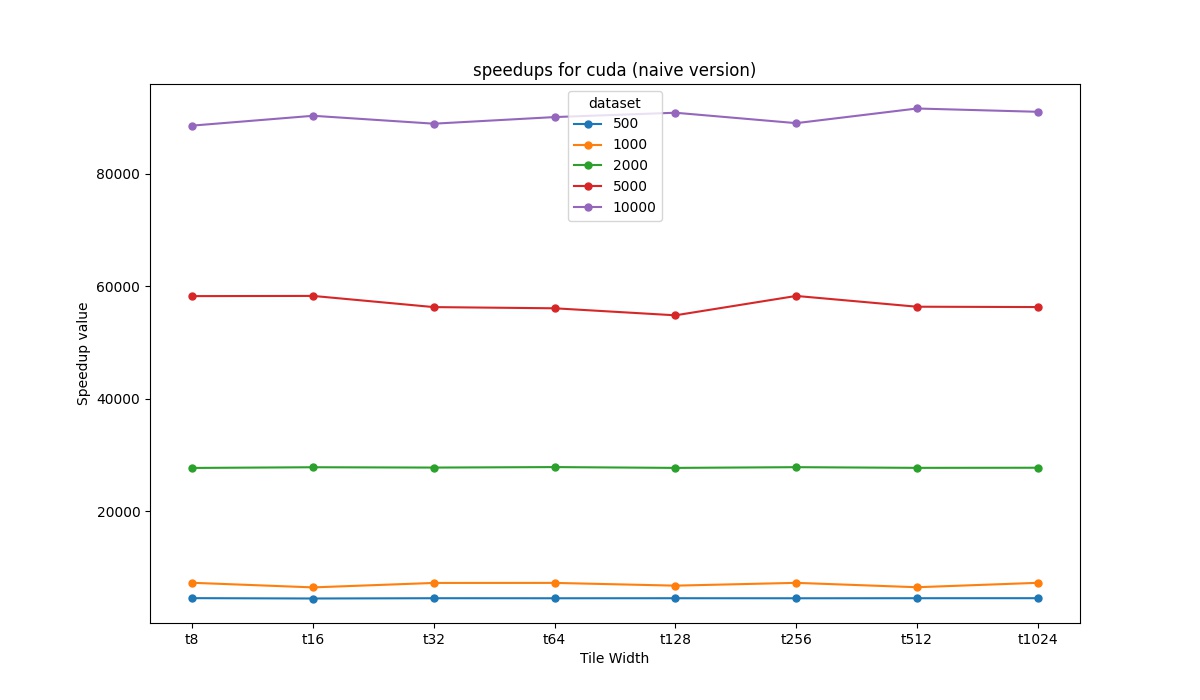 speedups for cuda (naive version)
dataset
500
1000
2000
5000
10000
Speedup value
80000
60000
40000
20000
t8 t16 t32 t64 t128 t256 t512 t1024
Tile Width